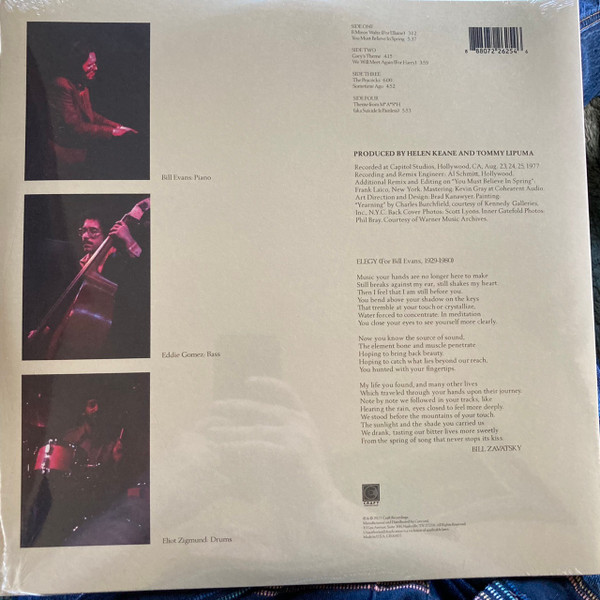 SIDE ONE
B Minor Waltz (For Ellaine) 3:12
You Must Believe In Spring 5:37
SIDE TWO
Gary's Theme 4:15
We Will Meet Again (For Harry) 3:59
SIDE THREE
The Peacocks 6:00
Sometime Ago 4:52
SIDE FOUR
Theme from M*A*S*H
(aka Suicide Is Painless) 5:53
8 88072 26254 6
Bill Evans: Piano
Eddie Gomez: Bass
Eliot Zigmund: Drums
PRODUCED BY HELEN KEANE AND TOMMY LIPUMA
Recorded at Capitol Studios, Hollywood, CA, Aug. 23, 24, 25, 1977.
Recording and Remix Engineer: Al Schmitt, Hollywood.
Additional Remix and Editing on "You Must Believe In Spring",
Frank Laico, New York. Mastering: Kevin Gray at Cohearent Audio.
Art Direction and Design: Brad Kanawyer. Painting:
"Yearning" by Charles Burchfield, courtesy of Kennedy Galleries,
Inc., N.Y.C. Back Cover Photos: Scott Lyons. Inner Gatefold Photos:
Phil Bray. Courtesy of Warner Music Archives.
ELEGY (For Bill Evans, 1929-1980)
Music your hands are no longer here to make
Still breaks against my ear, still shakes my heart.
Then I feel that I am still before you.
You bend above your shadow on the keys
That tremble at your touch or crystallize,
Water forced to concentrate. In meditation
You close your eyes to see yourself more clearly.
Now you know the source of sound,
The element bone and muscle penetrate
Hoping to bring back beauty.
Hoping to catch what lies beyond our reach,
You hunted with your fingertips.
My life you found, and many other lives
Which traveled through your hands upon their journey.
Note by note we followed in your tracks, like
Hearing the rain, eyes closed to feel more deeply.
We stood before the mountains of your touch.
The sunlight and the shade you carried us
We drank, tasting our bitter lives more sweetly
From the spring of song that never stops its kiss.
BILL ZAVATSKY
CRAFT